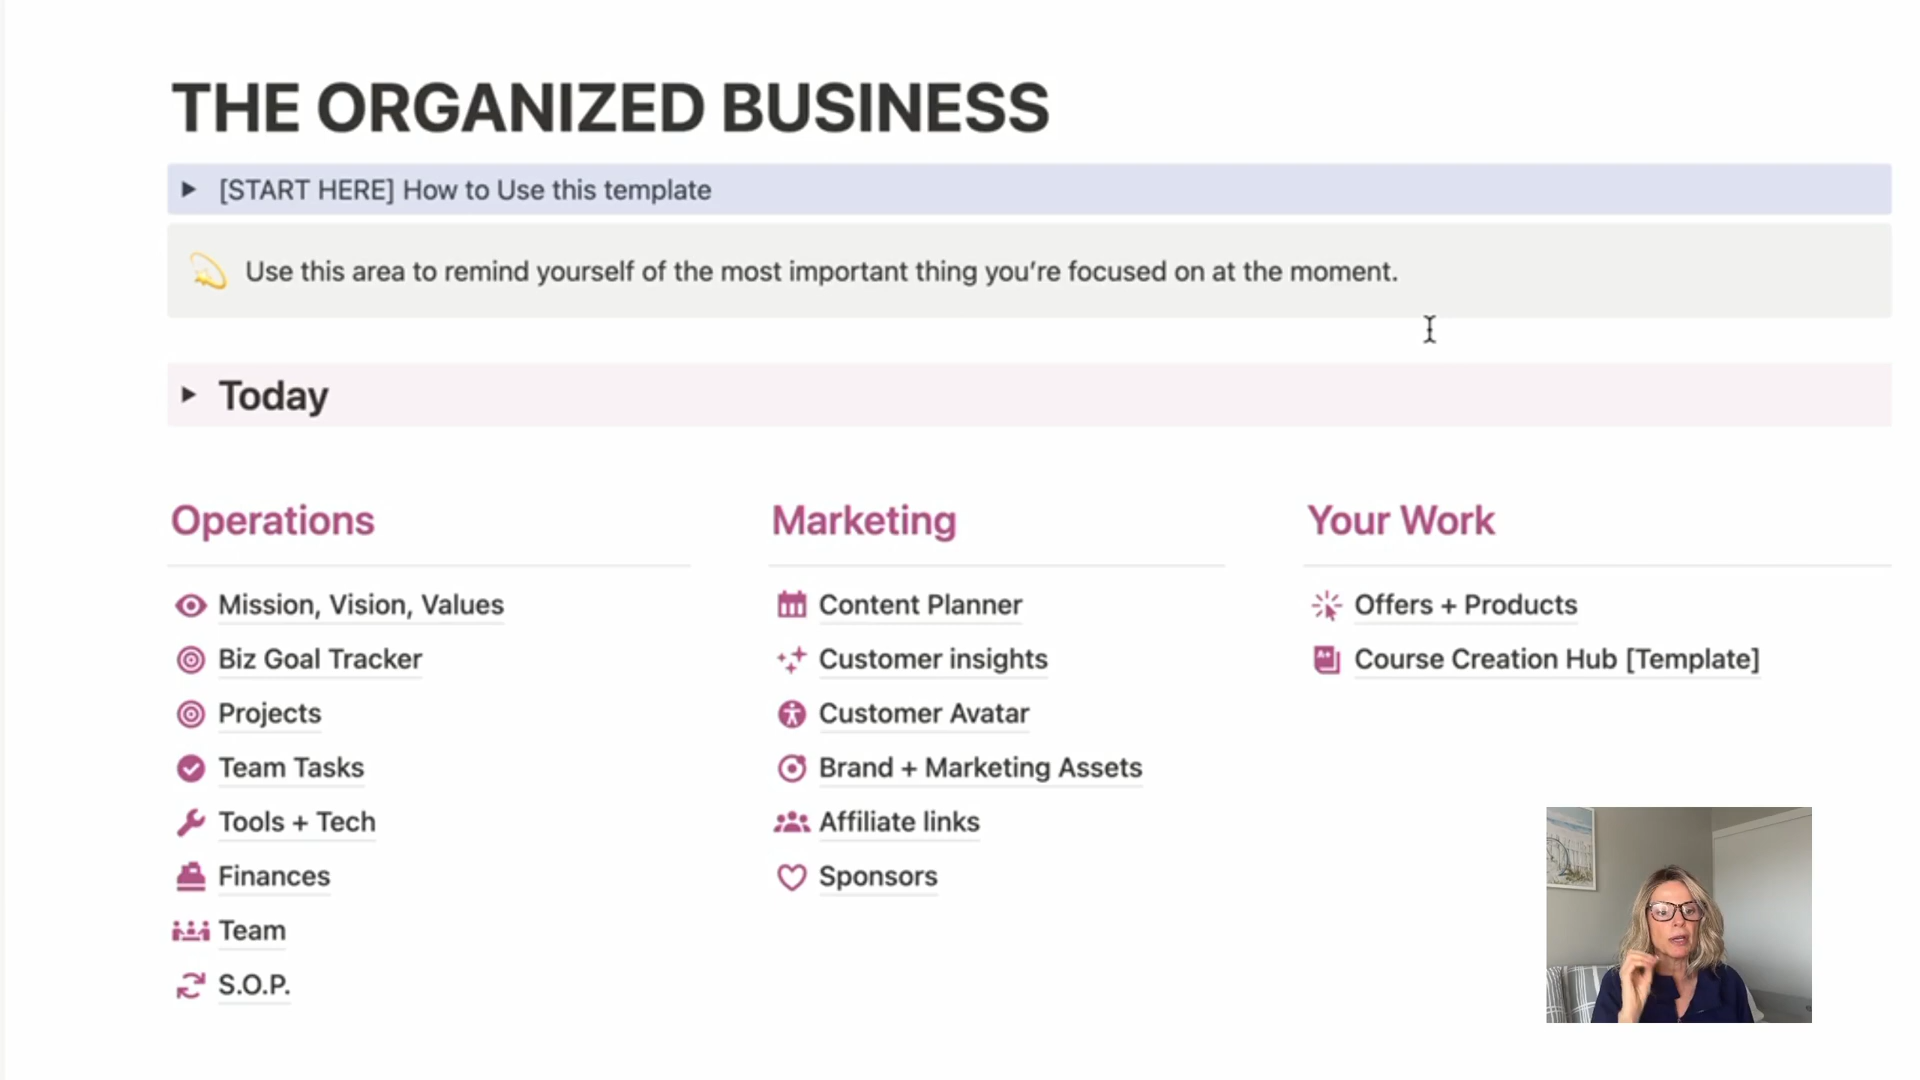 THE ORGANIZED BUSINESS
[START HERE] How to Use this template
Use this area to remind yourself of the most important thing you’re focused on at the moment.
Today
Operations
Mission, Vision, Values
Biz Goal Tracker
Projects
Team Tasks
Tools + Tech
Finances
Team
S.O.P.
Marketing
Content Planner
Customer insights
Customer Avatar
Brand + Marketing Assets
Affiliate links
Sponsors
Your Work
Offers + Products
A+
Course Creation Hub [Template]